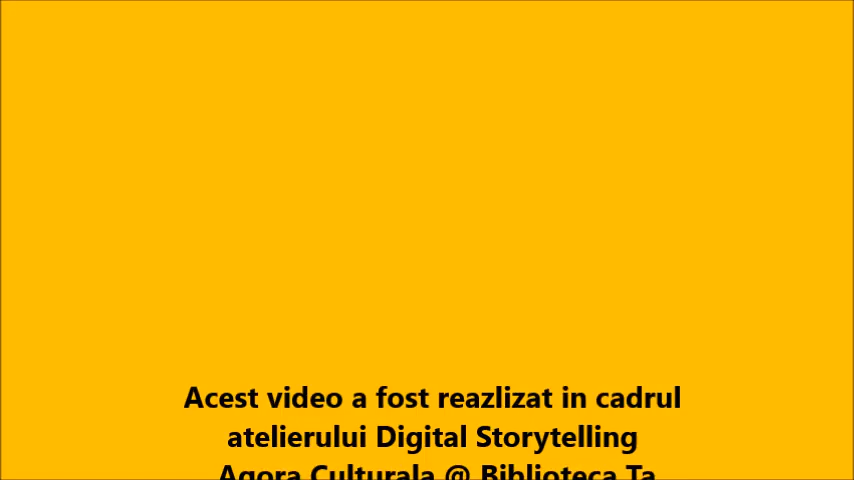 Acest video a fost reazlizat in cadrul
atelierului Digital Storytelling
Agora Culturala @ Biblioteca Ta